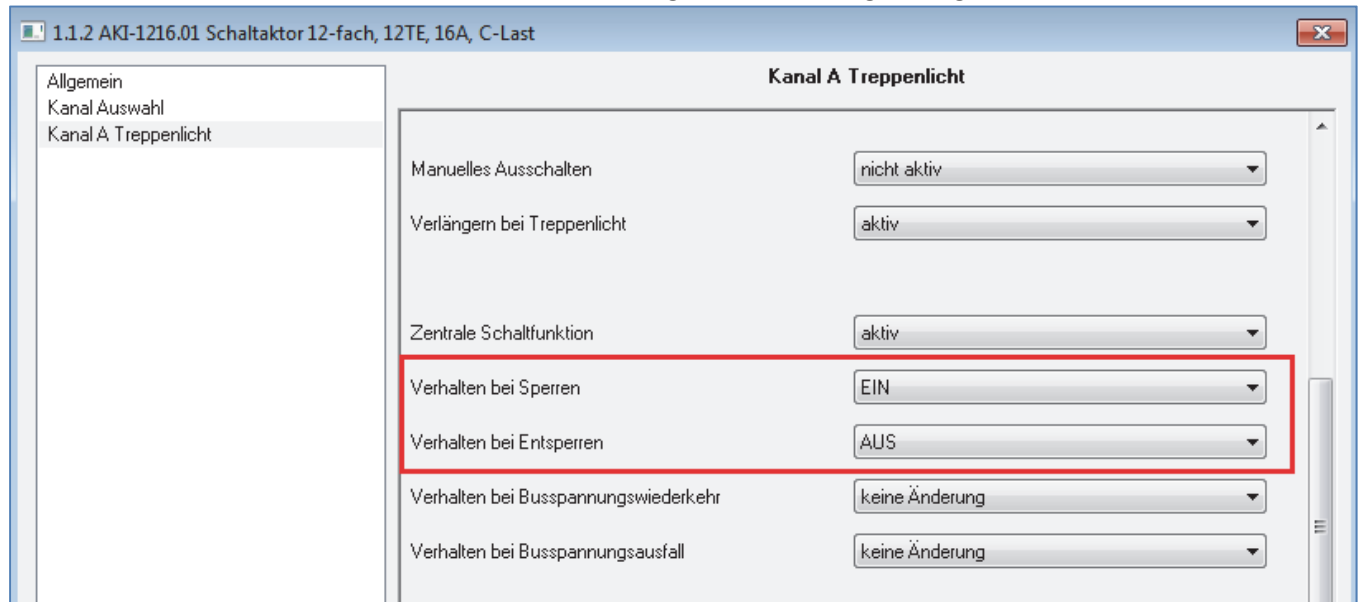 1.1.2 AKI-1216.01 Schaltaktor 12-fach, 12TE, 16A, C-Last
Allgemein
Kanal Auswahl
Kanal A Treppenlicht
Kanal A Treppenlicht
Manuelles Ausschalten nicht aktiv
Verlängern bei Treppenlicht aktiv
Zentrale Schaltfunktion aktiv
Verhalten bei Sperren EIN
Verhalten bei Entsperren AUS
Verhalten bei Busspannungswiederkehr keine Änderung
Verhalten bei Busspannungsausfall keine Änderung